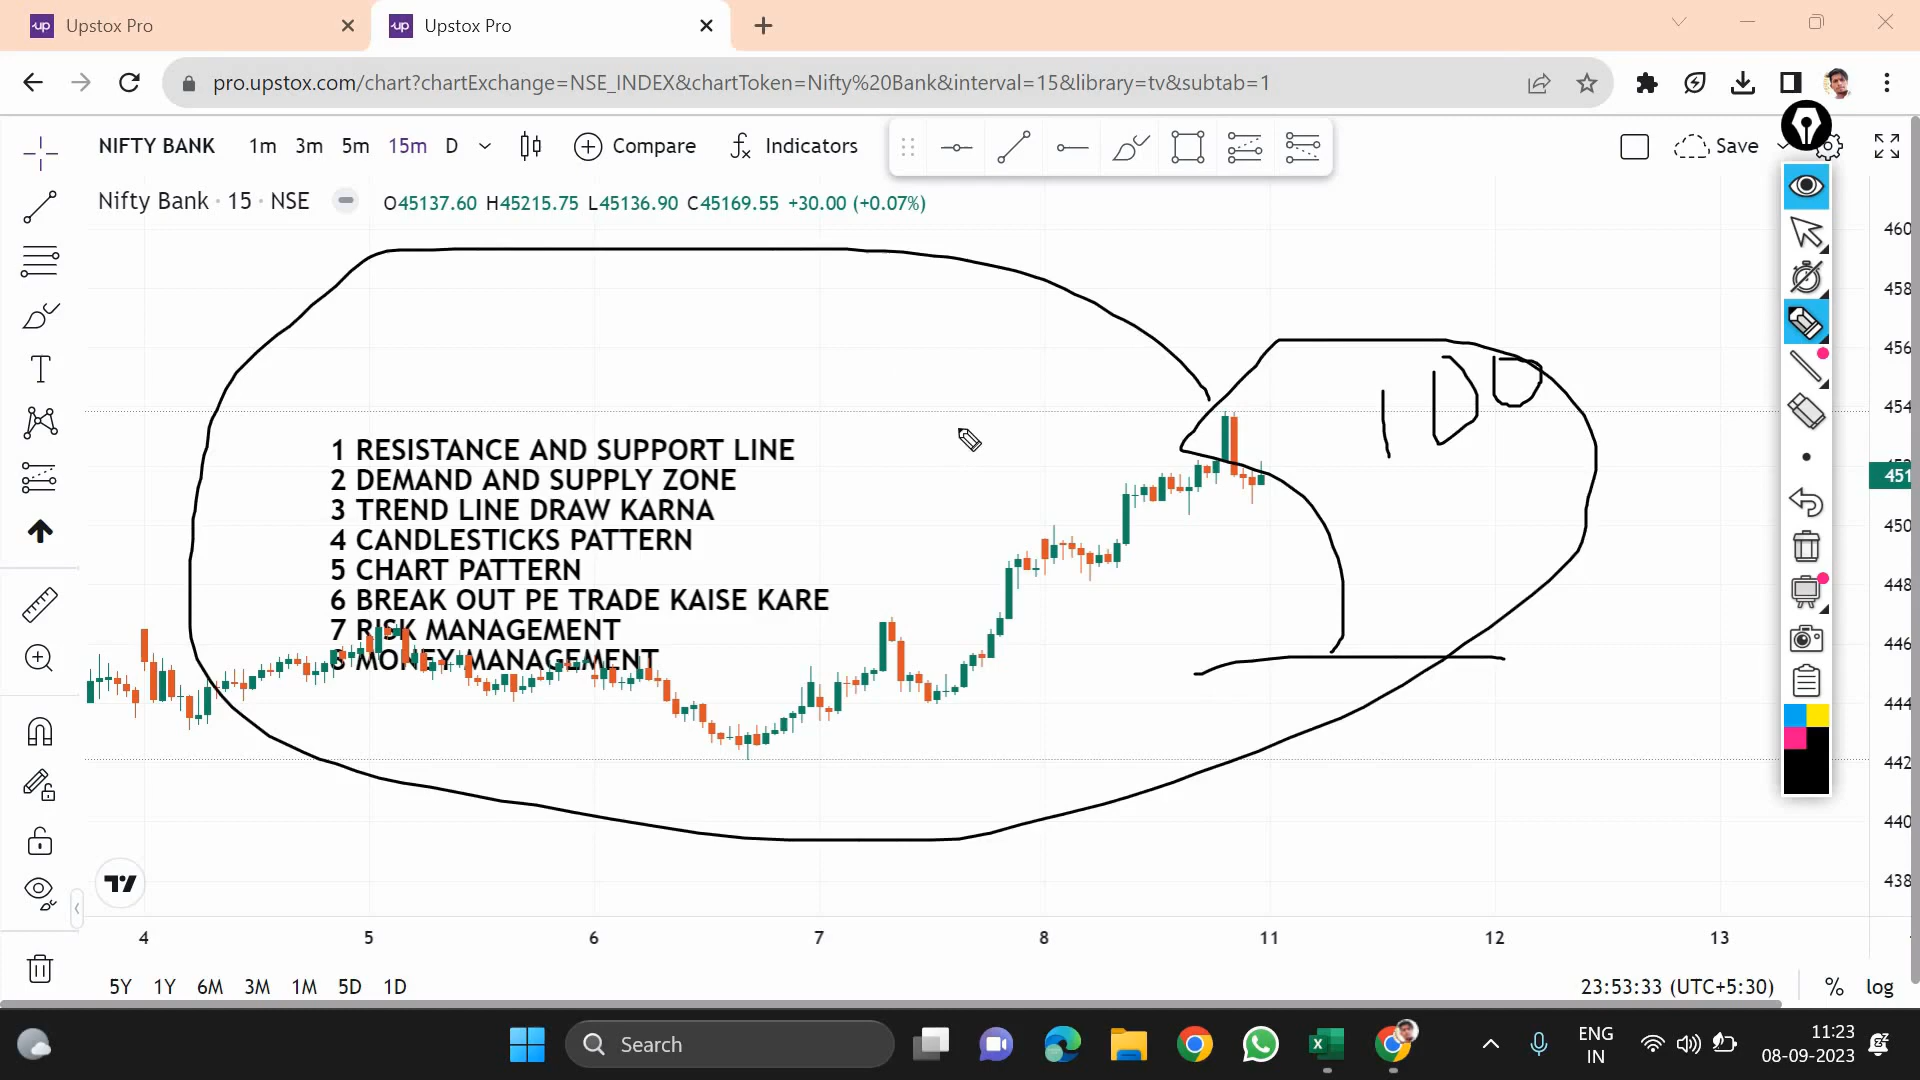 Upstox Pro
Upstox Pro
pro.upstox.com/chart?chartExchange=NSE_INDEX&chartToken=Nifty%20Bank&interval=15&library=tv&subtab=1
NIFTY BANK 1m 3m 5m 15m D Compare Indicators Save
Nifty Bank · 15 · NSE O45137.60 H45215.75 L45136.90 C45169.55 +30.00 (+0.07%)
1 RESISTANCE AND SUPPORT LINE
2 DEMAND AND SUPPLY ZONE
3 TREND LINE DRAW KARNA
4 CANDLESTICKS PATTERN
5 CHART PATTERN
6 BREAK OUT PE TRADE KAISE KARE
7 RISK MANAGEMENT
8 MONEY MANAGEMENT
460
458
456
454
451
450
448
446
444
442
440
438
4 5 6 7 8 11 12 13
5Y 1Y 6M 3M 1M 5D 1D 23:53:33 (UTC+5:30) % log
Search
ENG
IN
11:23
08-09-2023